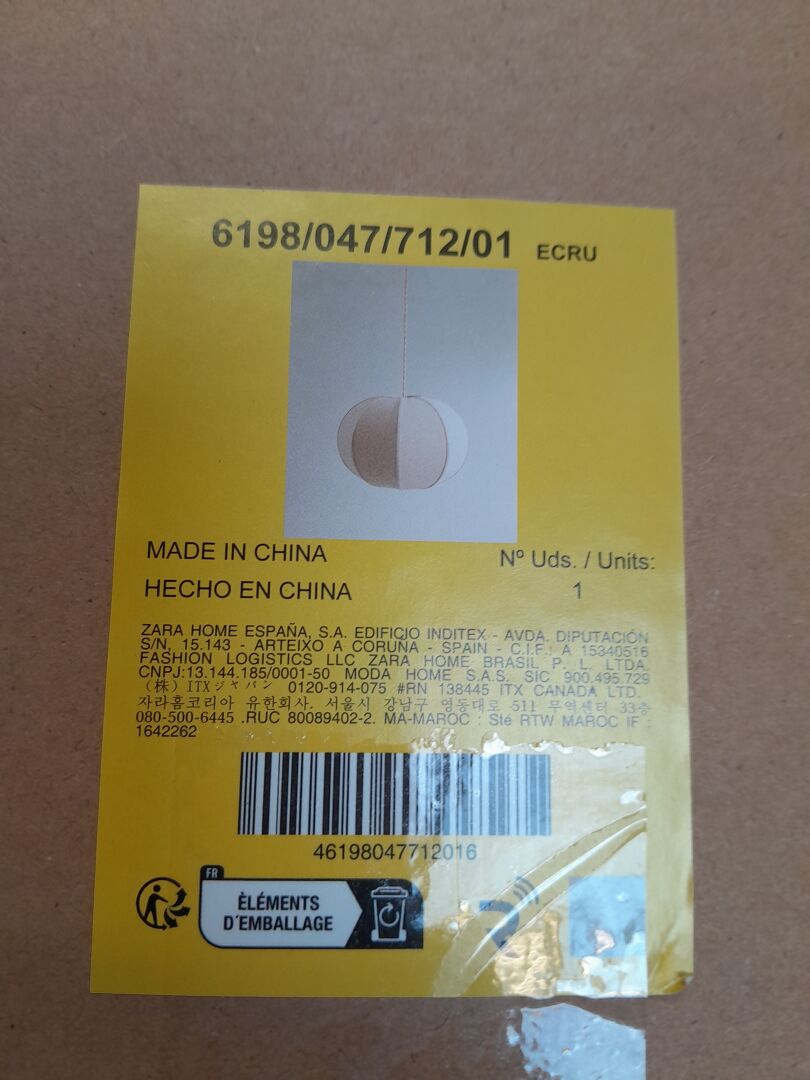 6198/047/712/01 ECRU
MADE IN CHINA
Nº Uds. / Units:
HECHO EN CHINA
1
ZARA HOME ESPAÑA, S.A. EDIFICIO INDITEX - AVDA. DIPUTACIÓN
S/N, 15.143 - ARTEIXO A CORUÑA - SPAIN - C.I.F.: A 15340516
FASHION LOGISTICS LLC ZARA HOME BRASIL P. L. LTDA.
CNPJ:13.144.185/0001-50 MODA HOME S.A.S. SIC 900.495.729
(株) ITXジャパン 0120-914-075 #RN 138445 ITX CANADA LTD.
자라홈코리아 유한회사. 서울시 강남구 영동대로 511 무역센터 33층
080-500-6445 .RUC 80089402-2. MA-MAROC : Sté RTW MAROC IF :
1642262
46198047712016
FR
ÈLÉMENTS
D´EMBALLAGE